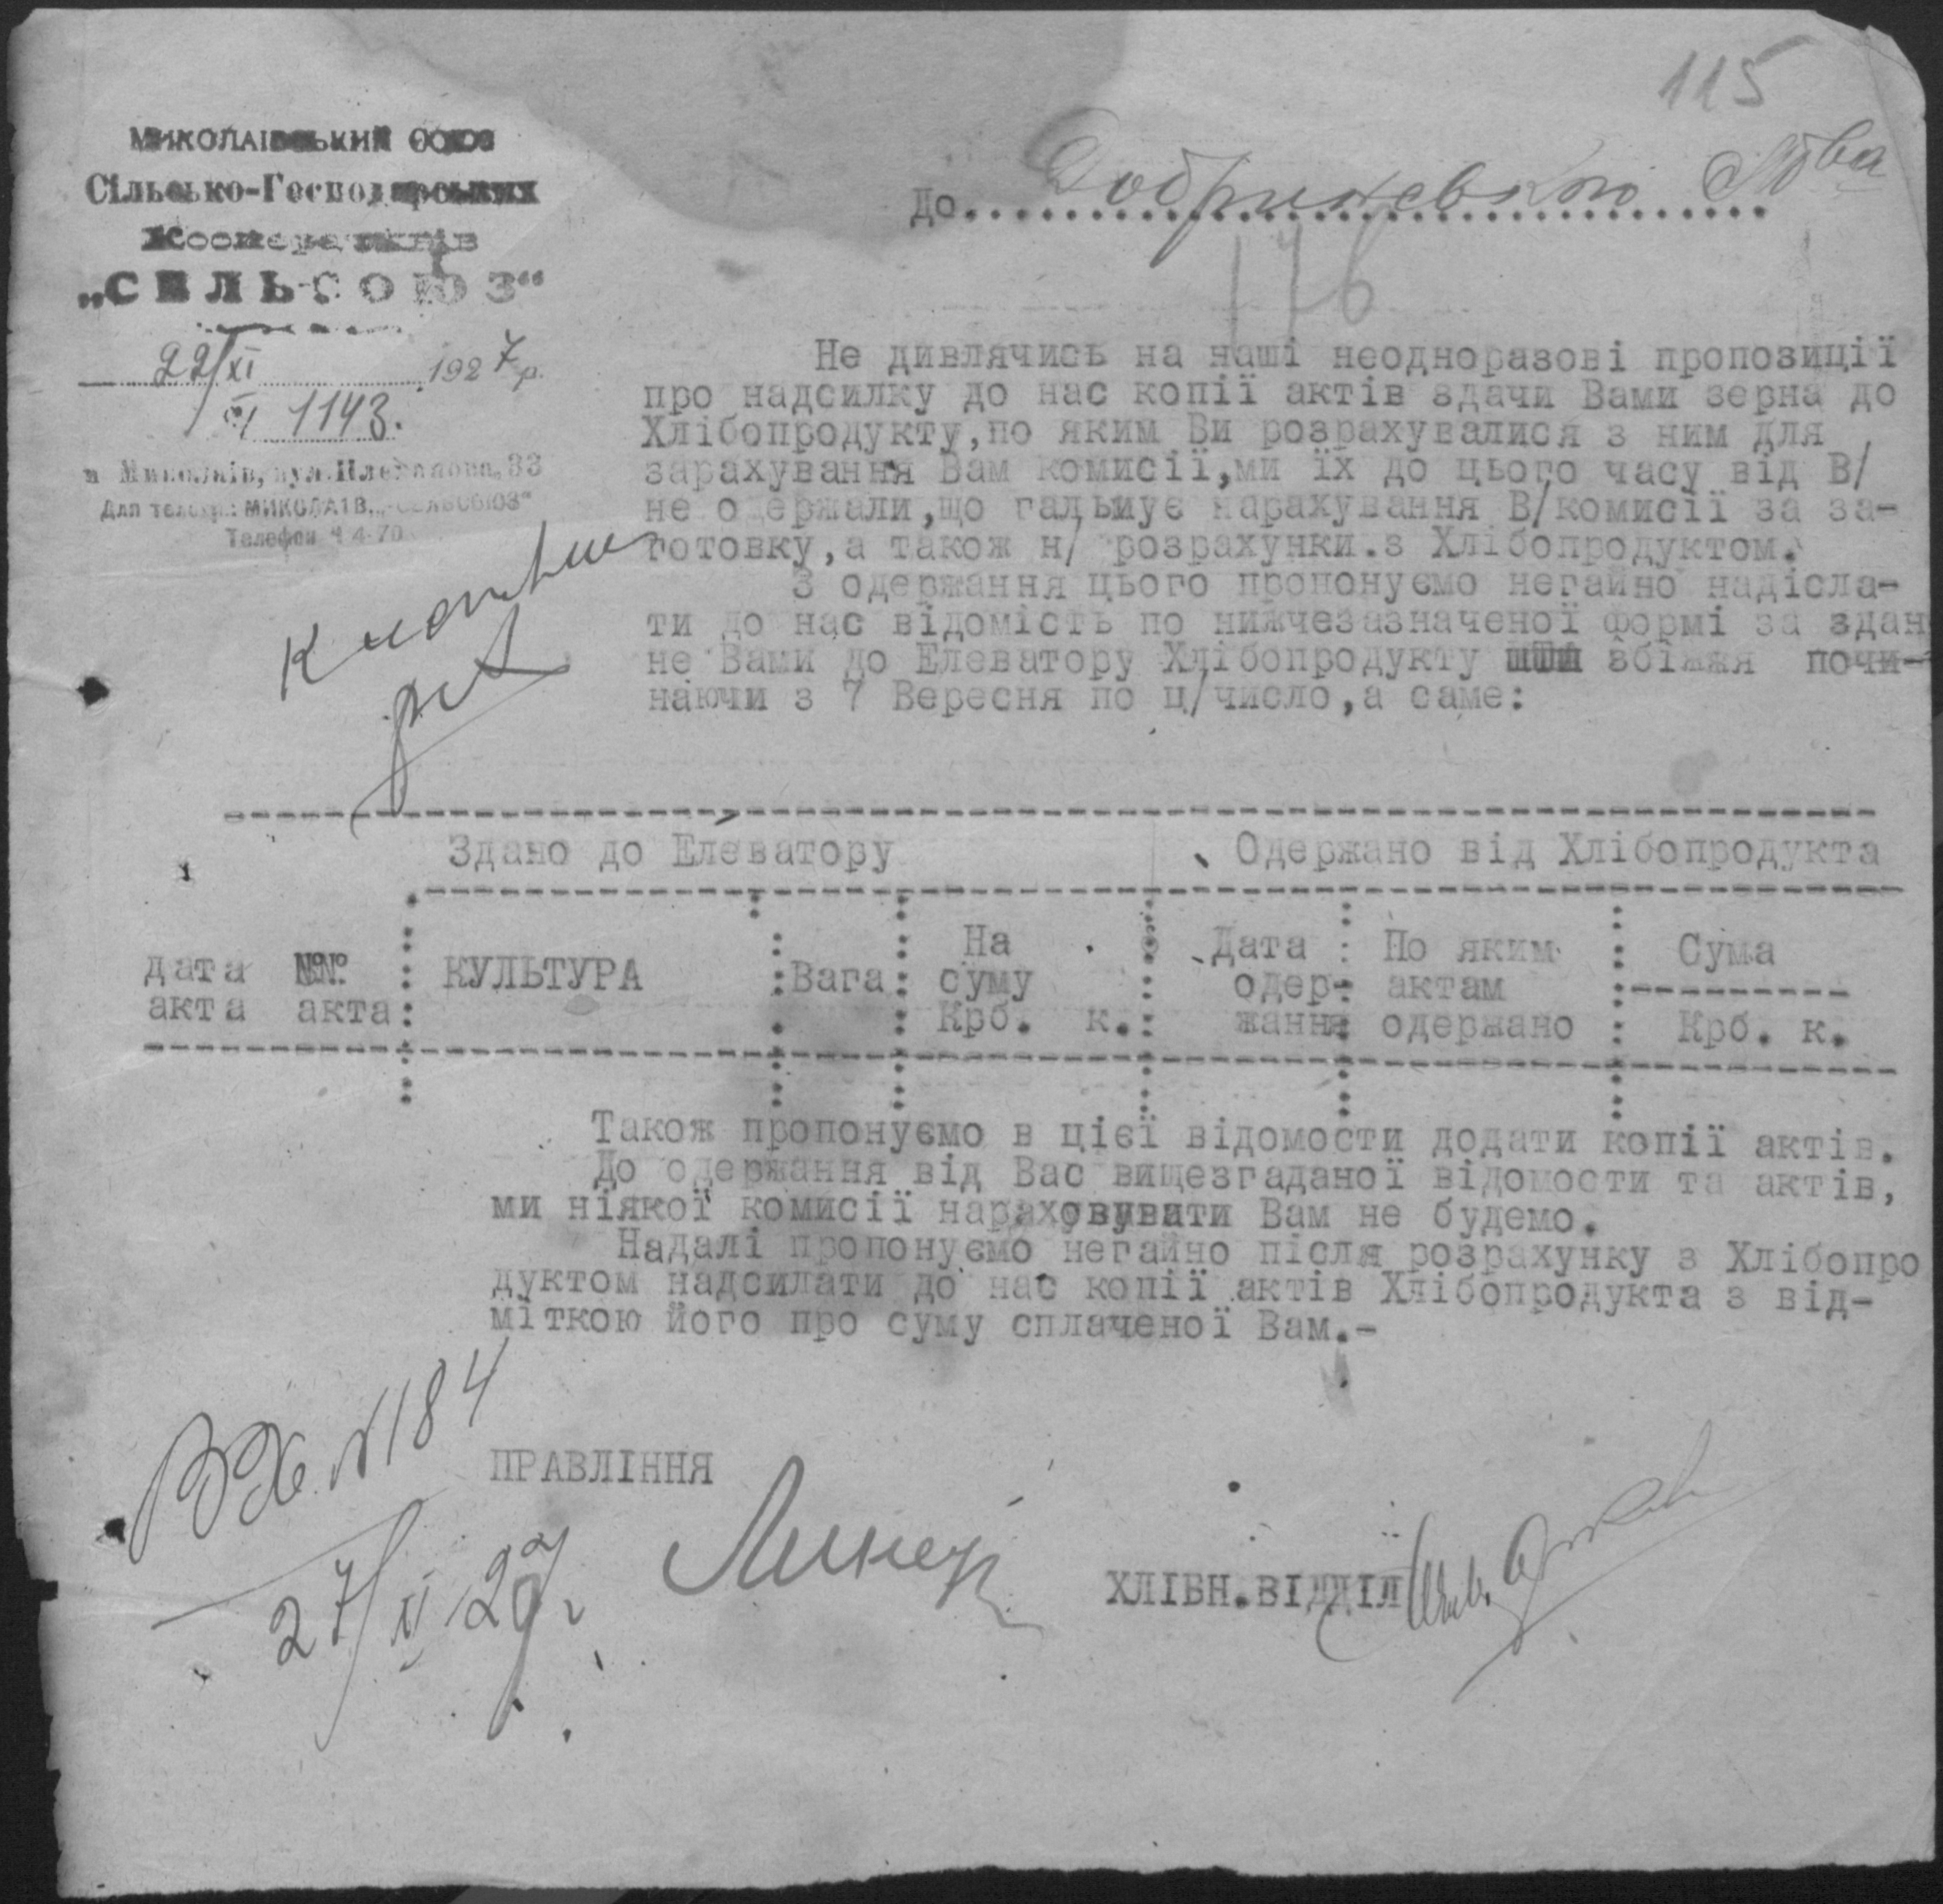 115
МИКОЛАІВСЬКИЙ СОЮЗ
Сільсько-Господарських
Кооперативів
„СЕЛЬСОЮЗ“
22/XI 1927 р.
№ 1143.
м Миколаїв, вул. Плеханова, 33
Для телегр.: МИКОЛАІВ, „СЕЛЬСОЮЗ“
Телефон 4-70
До
176
Не дивлячись на наші неодноразові пропозиції
про надсилку до нас копії актів здачи Вами зерна до
Хлібопродукту,по яким Ви розрахувалися з ним для
зарахування Вам комисії,ми їх до цього часу від В/
не одержали,що гальмує нарахування В/комисії за за-
готовку,а також н/ розрахунки.з Хлібопродуктом.
З одержання цього пропонуємо негайно надісла-
ти до нас відомість по нижчезазначеної формі за здан
не Вами до Елеватору Хлібопродукту збіжжя почи-
наючи з 7 Вересня по ц/число,а саме:
Здано до Елеватору Одержано від Хлібопродукта
дата №№ КУЛЬТУРА Вага На Дата По яким Сума
акта акта суму одер- актам
Крб. к. жання одержано Крб. к.
Також пропонуємо в цієї відомости додати копії актів.
До одержання від Вас вищезгаданої відомости та актів,
ми ніякої комисії нараховувати Вам не будемо.
Надалі пропонуємо негайно після розрахунку з Хлібопро
дуктом надсилати до нас копії актів Хлібопродукта з від-
міткою його про суму сплаченої Вам.-
Вх. №184
27/XI 27
ПРАВЛІННЯ
ХЛІБН.ВІДДІЛ